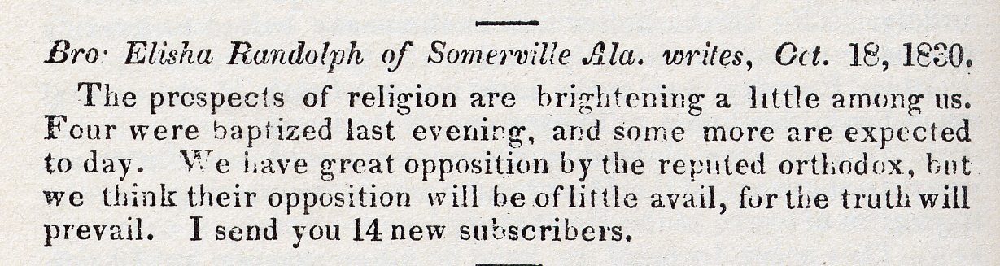 Bro. Elisha Randolph of Somerville Ala. writes, Oct. 18, 1830.
The prospects of religion are brightening a little among us.
Four were baptized last evening, and some more are expected
to day. We have great opposition by the reputed orthodox, but
we think their opposition will be of little avail, for the truth will
prevail. I send you 14 new subscribers.